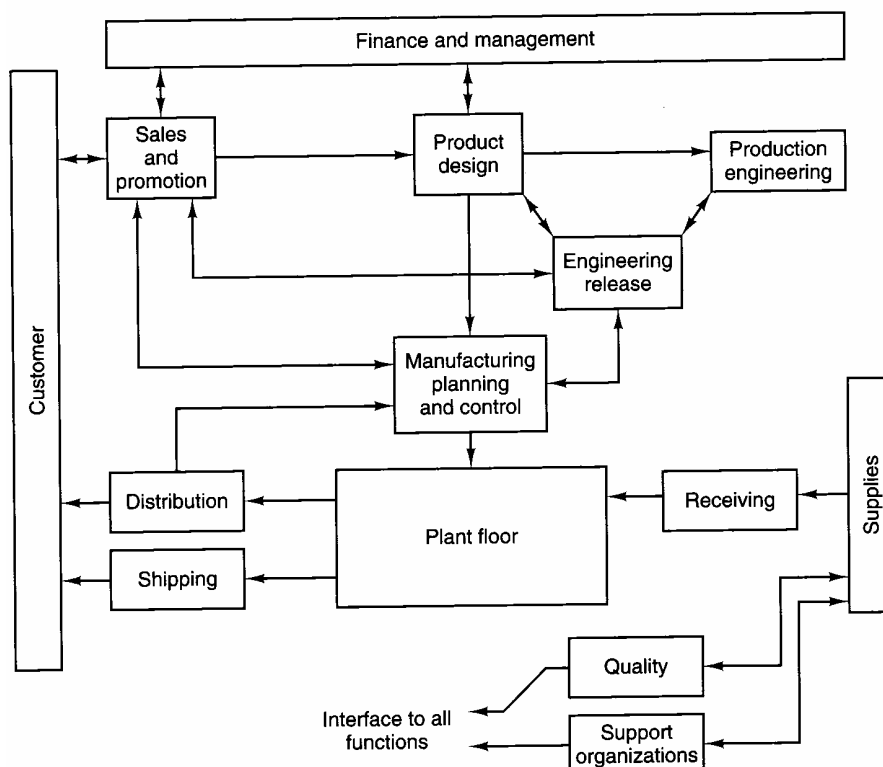 Finance and management
Sales
and
promotion
Product
design
Production
engineering
Engineering
release
Customer
Manufacturing
planning
and control
Supplies
Distribution
Plant floor
Receiving
Shipping
Quality
Interface to all
functions
Support
organizations